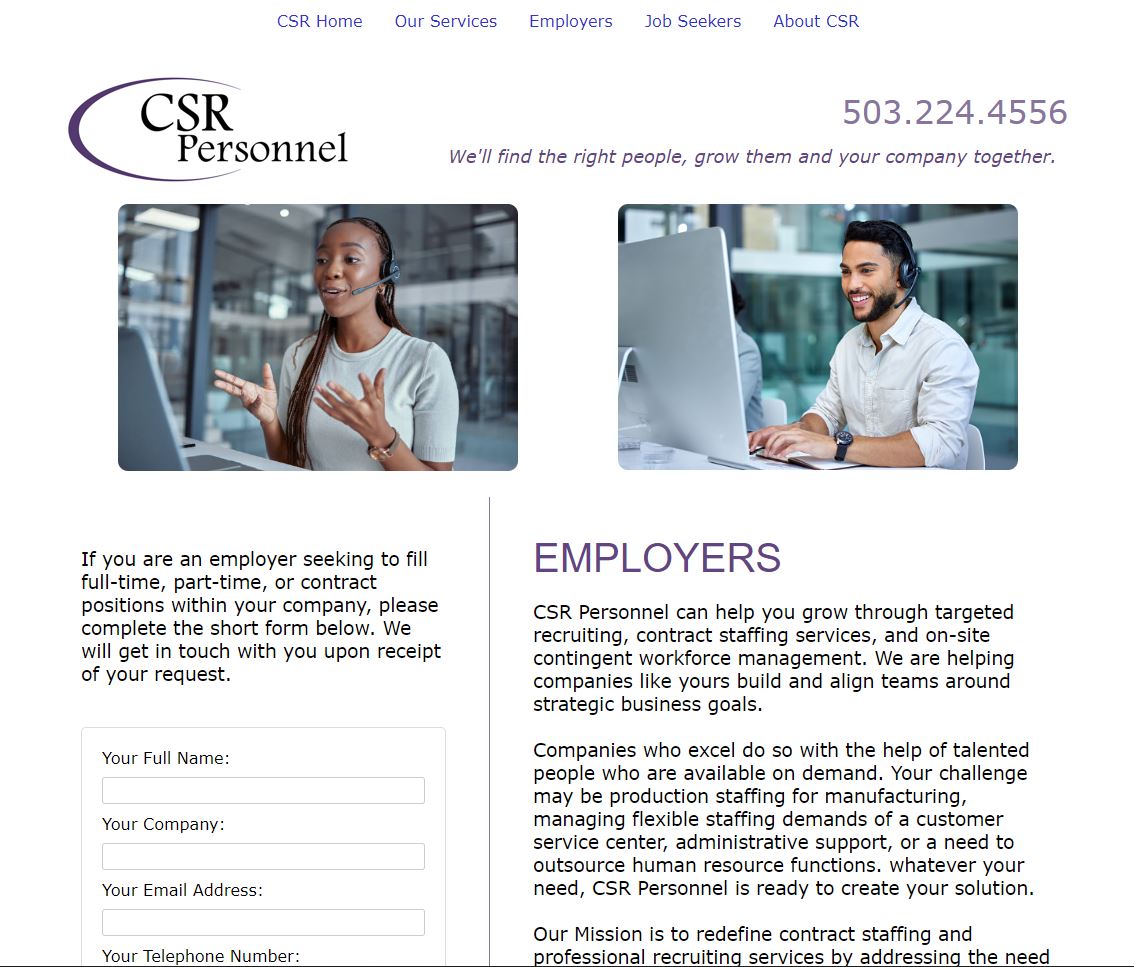 CSR Home Our Services Employers Job Seekers About CSR
CSR
Personnel
503.224.4556
We'll find the right people, grow them and your company together.
If you are an employer seeking to fill
full-time, part-time, or contract
positions within your company, please
complete the short form below. We
will get in touch with you upon receipt
of your request.
Your Full Name:
Your Company:
Your Email Address:
Your Telephone Number:
EMPLOYERS
CSR Personnel can help you grow through targeted
recruiting, contract staffing services, and on-site
contingent workforce management. We are helping
companies like yours build and align teams around
strategic business goals.
Companies who excel do so with the help of talented
people who are available on demand. Your challenge
may be production staffing for manufacturing,
managing flexible staffing demands of a customer
service center, administrative support, or a need to
outsource human resource functions. whatever your
need, CSR Personnel is ready to create your solution.
Our Mission is to redefine contract staffing and
professional recruiting services by addressing the need